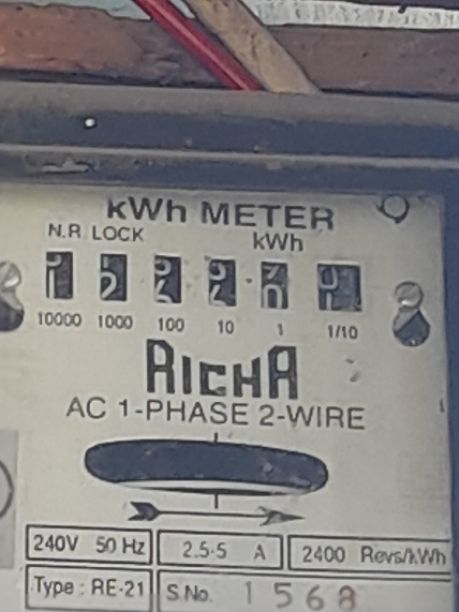 kWh METER
N.R. LOCK kWh
10000 1000 100 10 1 1/10
RICHA
AC 1-PHASE 2-WIRE
240V 50 Hz 2.5-5 A 2400 Revs/kWh
Type : RE-21 S.No. 1568